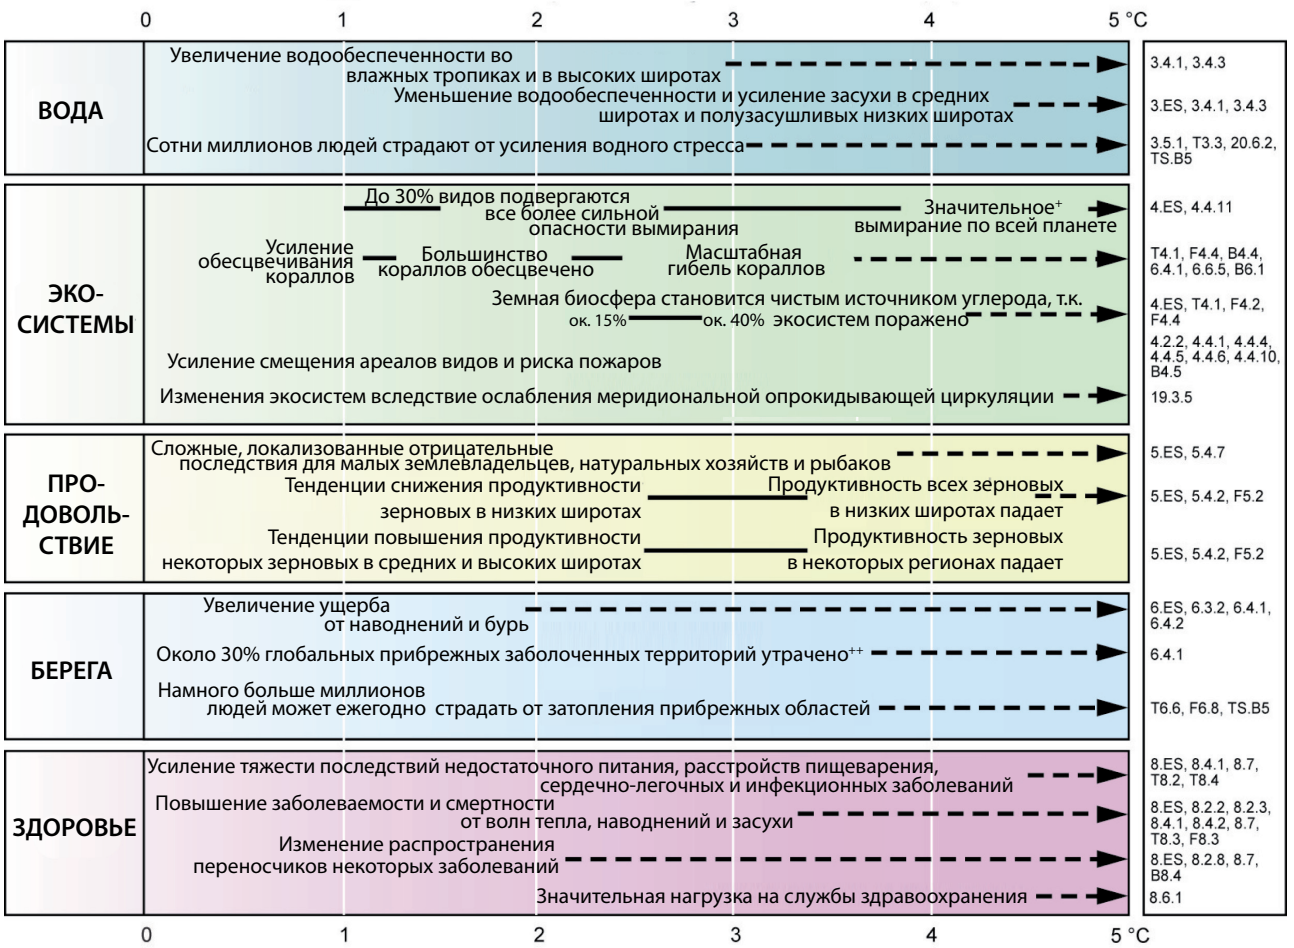 0 1 2 3 4 5 °C
ВОДА
Увеличение водообеспеченности во
влажных тропиках и в высоких широтах
3.4.1, 3.4.3
Уменьшение водообеспеченности и усиление засухи в средних
широтах и полузасушливых низких широтах
3.ES, 3.4.1, 3.4.3
Сотни миллионов людей страдают от усиления водного стресса
3.5.1, T3.3, 20.6.2,
TS.B5
ЭКО-
СИСТЕМЫ
До 30% видов подвергаются
все более сильной
опасности вымирания
Значительное+
вымирание по всей планете
4.ES, 4.4.11
Усиление
обесцвечивания
кораллов
Большинство
кораллов обесцвечено
Масштабная
гибель кораллов
T4.1, F4.4, B4.4,
6.4.1, 6.6.5, B6.1
Земная биосфера становится чистым источником углерода, т.к.
ок. 15% ок. 40% экосистем поражено
4.ES, T4.1, F4.2,
F4.4
Усиление смещения ареалов видов и риска пожаров
4.2.2, 4.4.1, 4.4.4,
4.4.5, 4.4.6, 4.4.10,
B4.5
Изменения экосистем вследствие ослабления меридиональной опрокидывающей циркуляции
19.3.5
ПРО-
ДОВОЛЬ-
СТВИЕ
Сложные, локализованные отрицательные
последствия для малых землевладельцев, натуральных хозяйств и рыбаков
5.ES, 5.4.7
Тенденции снижения продуктивности
зерновых в низких широтах
Продуктивность всех зерновых
в низких широтах падает
5.ES, 5.4.2, F5.2
Тенденции повышения продуктивности
некоторых зерновых в средних и высоких широтах
Продуктивность зерновых
в некоторых регионах падает
5.ES, 5.4.2, F5.2
БЕРЕГА
Увеличение ущерба
от наводнений и бурь
6.ES, 6.3.2, 6.4.1,
6.4.2
Около 30% глобальных прибрежных заболоченных территорий утрачено++
6.4.1
Намного больше миллионов
людей может ежегодно страдать от затопления прибрежных областей
T6.6, F6.8, TS.B5
ЗДОРОВЬЕ
Усиление тяжести последствий недостаточного питания, расстройств пищеварения,
сердечно-легочных и инфекционных заболеваний
8.ES, 8.4.1, 8.7,
T8.2, T8.4
Повышение заболеваемости и смертности
от волн тепла, наводнений и засухи
8.ES, 8.2.2, 8.2.3,
8.4.1, 8.4.2, 8.7,
T8.3, F8.3
Изменение распространения
переносчиков некоторых заболеваний
8.ES, 8.2.8, 8.7,
B8.4
Значительная нагрузка на службы здравоохранения
8.6.1
0 1 2 3 4 5 °C